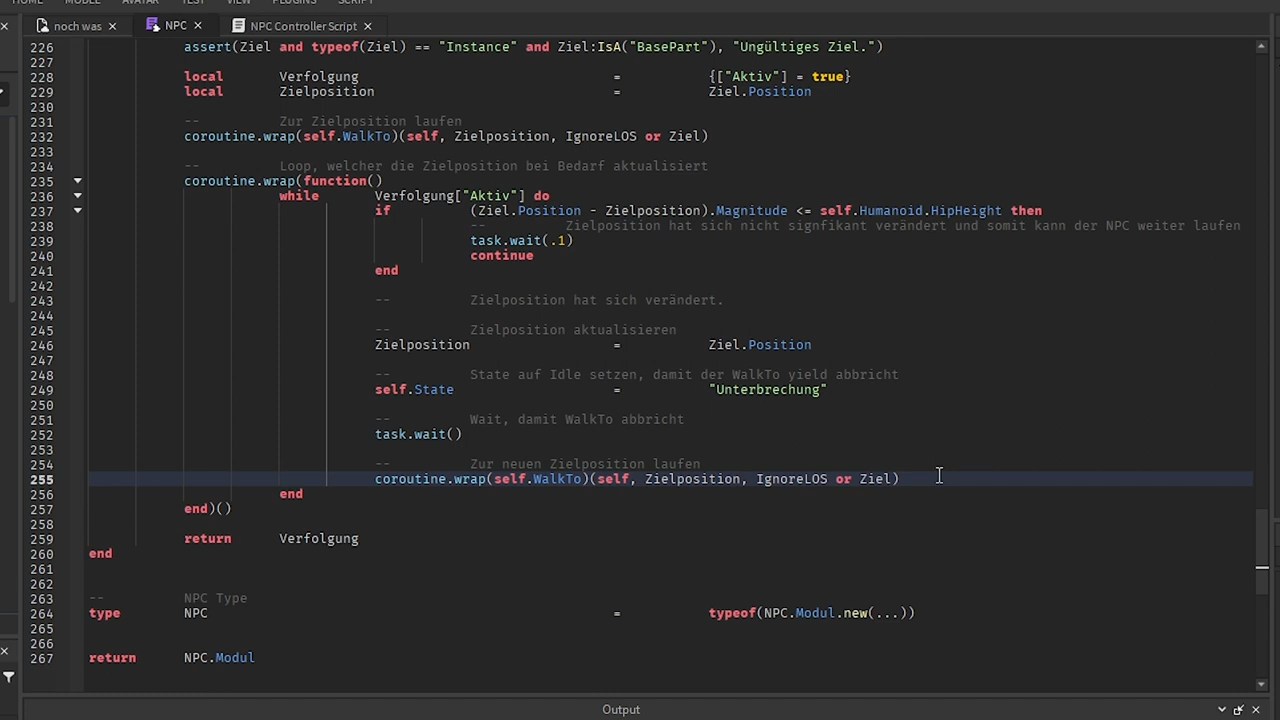 HOME MODEL AVATAR TEST VIEW PLUGINS SCRIPT
noch was NPC NPC Controller Script
226 assert(Ziel and typeof(Ziel) == "Instance" and Ziel:IsA("BasePart"), "Ungültiges Ziel.")
227
228 local Verfolgung = {["Aktiv"] = true}
229 local Zielposition = Ziel.Position
230
231 -- Zur Zielposition laufen
232 coroutine.wrap(self.WalkTo)(self, Zielposition, IgnoreLOS or Ziel)
233
234 -- Loop, welcher die Zielposition bei Bedarf aktualisiert
235 coroutine.wrap(function()
236 while Verfolgung["Aktiv"] do
237 if (Ziel.Position - Zielposition).Magnitude <= self.Humanoid.HipHeight then
238 -- Zielposition hat sich nicht signfikant verändert und somit kann der NPC weiter laufen
239 task.wait(.1)
240 continue
241 end
242
243 -- Zielposition hat sich verändert.
244
245 -- Zielposition aktualisieren
246 Zielposition = Ziel.Position
247
248 -- State auf Idle setzen, damit der WalkTo yield abbricht
249 self.State = "Unterbrechung"
250
251 -- Wait, damit WalkTo abbricht
252 task.wait()
253
254 -- Zur neuen Zielposition laufen
255 coroutine.wrap(self.WalkTo)(self, Zielposition, IgnoreLOS or Ziel)
256 end
257 end)()
258
259 return Verfolgung
260 end
261
262
263 -- NPC Type
264 type NPC = typeof(NPC.Modul.new(...))
265
266
267 return NPC.Modul
Output